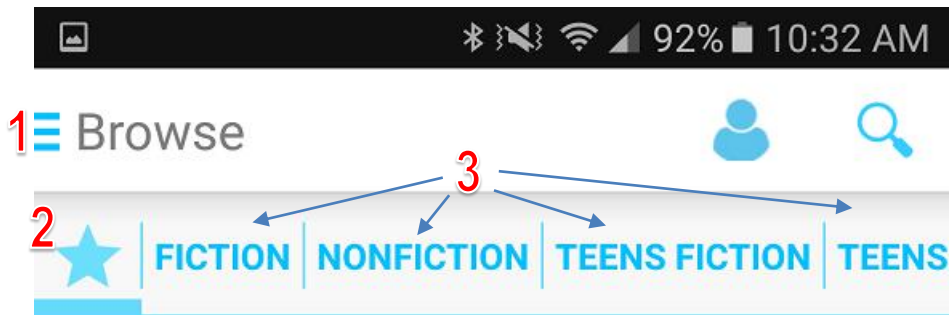 92% 10:32 AM
1 Browse
3
2 FICTION NONFICTION TEENS FICTION TEENS